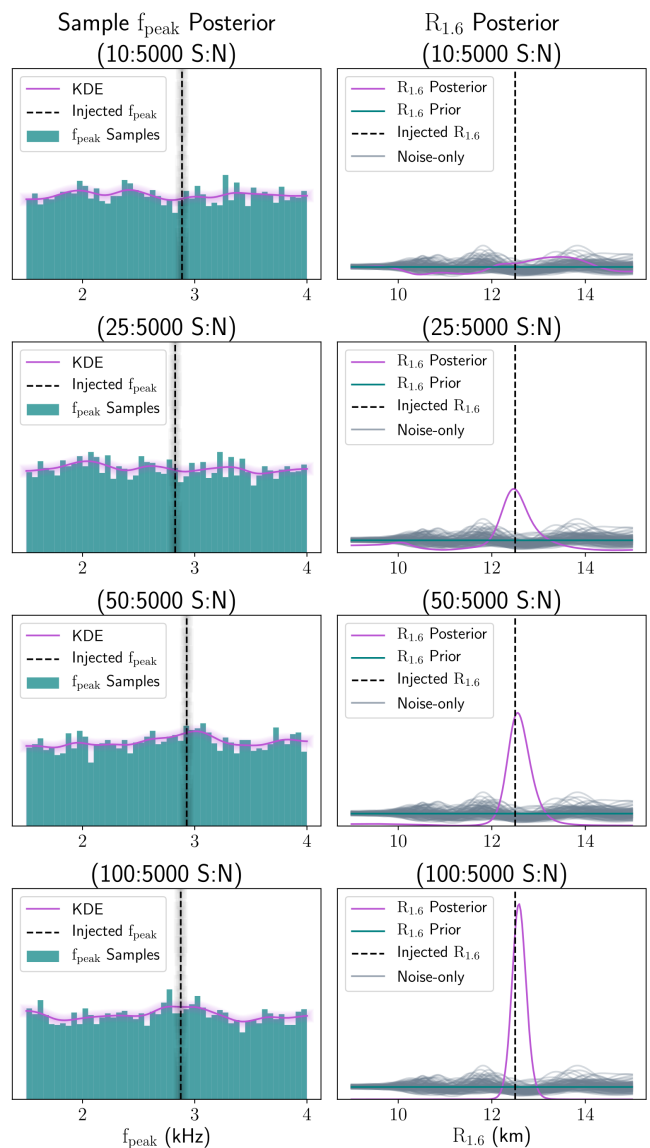 Sample f_peak Posterior
(10:5000 S:N)
R_1.6 Posterior
(10:5000 S:N)
KDE
Injected f_peak
f_peak Samples
2
3
4
R_1.6 Posterior
R_1.6 Prior
Injected R_1.6
Noise-only
10
12
14
(25:5000 S:N)
(25:5000 S:N)
KDE
Injected f_peak
f_peak Samples
2
3
4
R_1.6 Posterior
R_1.6 Prior
Injected R_1.6
Noise-only
10
12
14
(50:5000 S:N)
(50:5000 S:N)
KDE
Injected f_peak
f_peak Samples
2
3
4
R_1.6 Posterior
R_1.6 Prior
Injected R_1.6
Noise-only
10
12
14
(100:5000 S:N)
(100:5000 S:N)
KDE
Injected f_peak
f_peak Samples
2
3
4
f_peak (kHz)
R_1.6 Posterior
R_1.6 Prior
Injected R_1.6
Noise-only
10
12
14
R_1.6 (km)